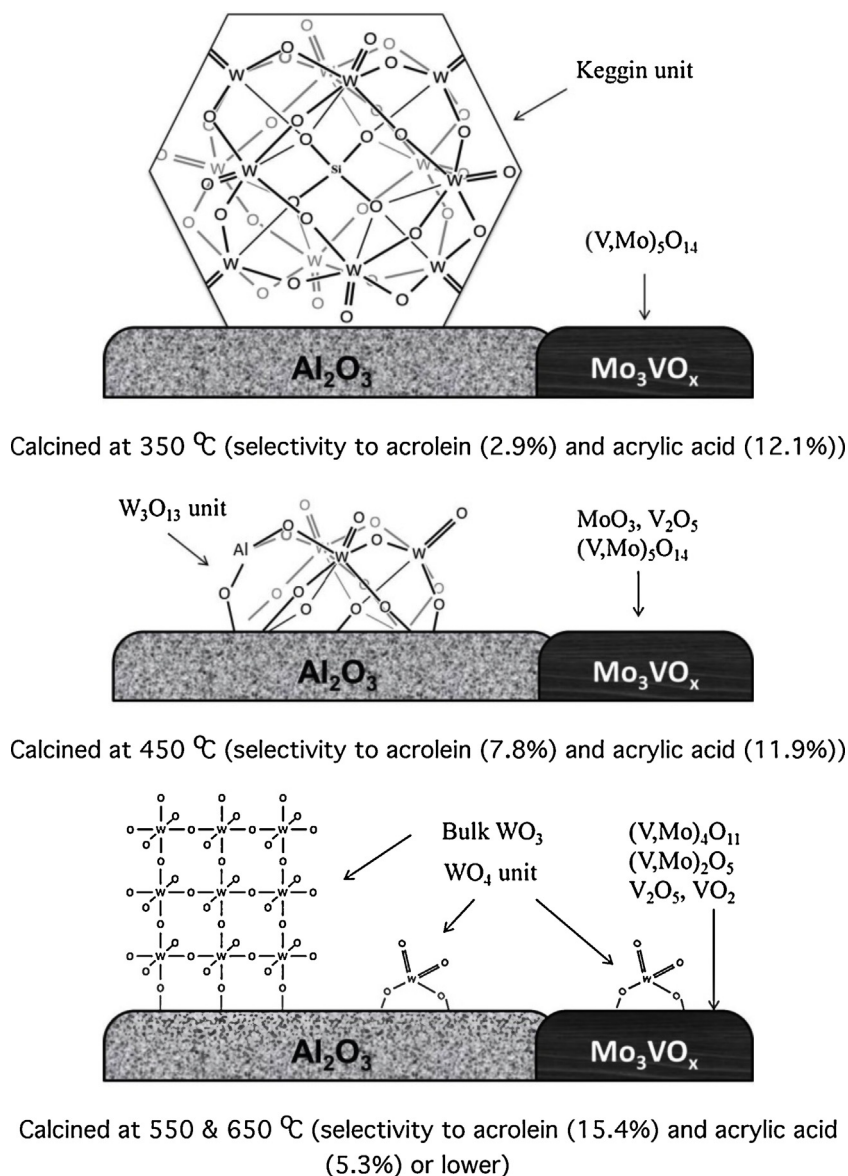 Keggin unit
(V,Mo)₅O₁₄
Al₂O₃
Mo₃VOₓ
Calcined at 350 ℃ (selectivity to acrolein (2.9%) and acrylic acid (12.1%))
W₃O₁₃ unit
MoO₃, V₂O₅
(V,Mo)₅O₁₄
Al₂O₃
Mo₃VOₓ
Calcined at 450 ℃ (selectivity to acrolein (7.8%) and acrylic acid (11.9%))
Bulk WO₃
WO₄ unit
(V,Mo)₄O₁₁
(V,Mo)₂O₅
V₂O₅, VO₂
Al₂O₃
Mo₃VOₓ
Calcined at 550 & 650 ℃ (selectivity to acrolein (15.4%) and acrylic acid
(5.3%) or lower)